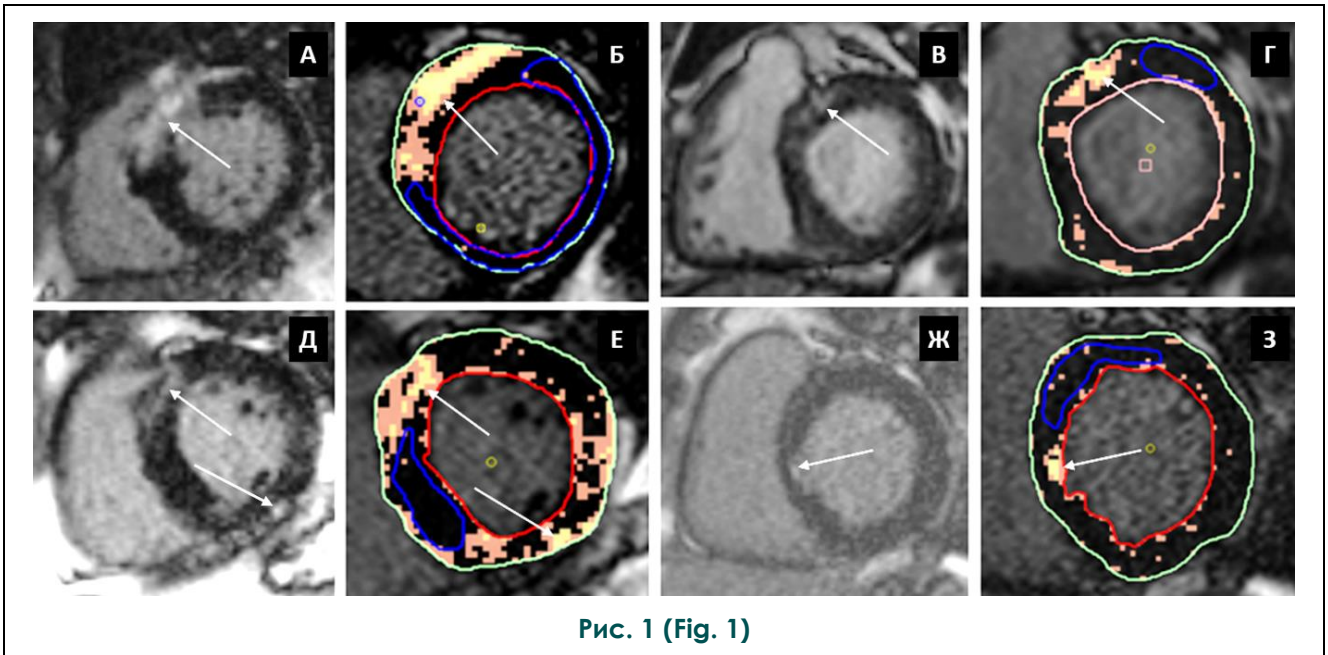 А Б В Г
Д Е Ж З
Рис. 1 (Fig. 1)